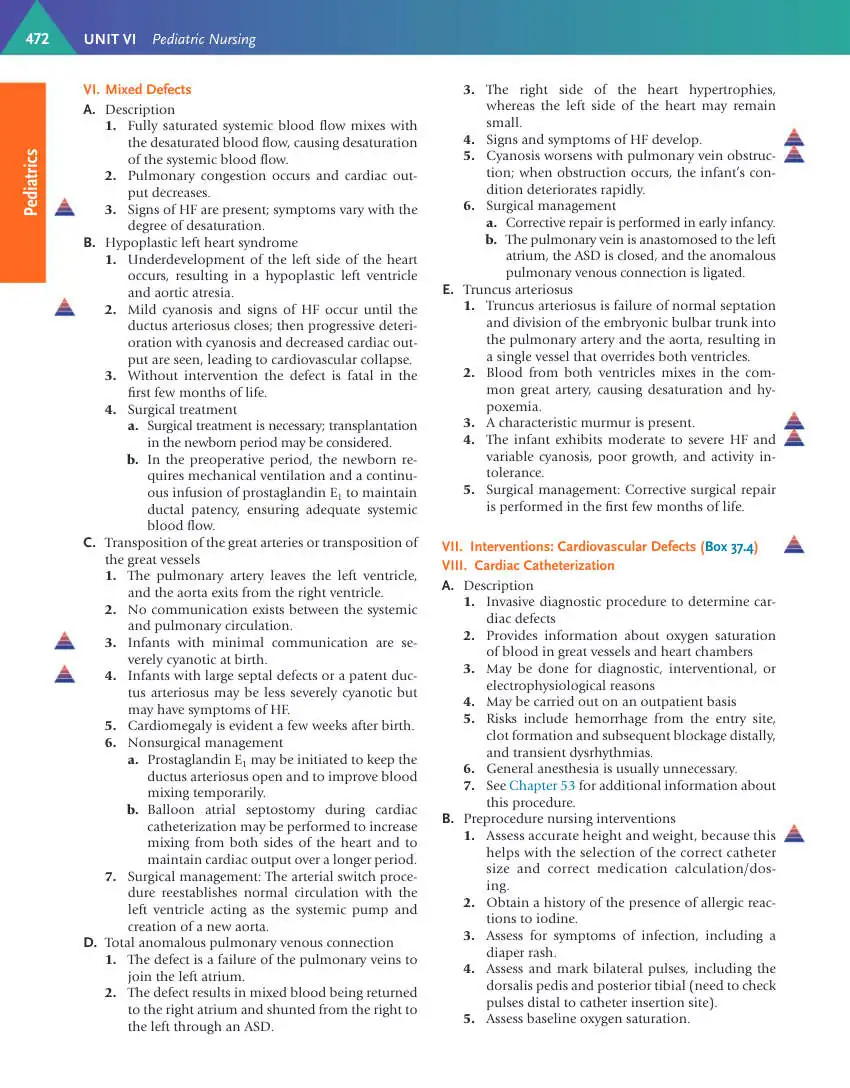 472 UNIT VI Pediatric Nursing
Pediatrics
VI. Mixed Defects
A. Description
1. Fully saturated systemic blood flow mixes with
the desaturated blood flow, causing desaturation
of the systemic blood flow.
2. Pulmonary congestion occurs and cardiac out-
put decreases.
3. Signs of HF are present; symptoms vary with the
degree of desaturation.
B. Hypoplastic left heart syndrome
1. Underdevelopment of the left side of the heart
occurs, resulting in a hypoplastic left ventricle
and aortic atresia.
2. Mild cyanosis and signs of HF occur until the
ductus arteriosus closes; then progressive deteri-
oration with cyanosis and decreased cardiac out-
put are seen, leading to cardiovascular collapse.
3. Without intervention the defect is fatal in the
first few months of life.
4. Surgical treatment
a. Surgical treatment is necessary; transplantation
in the newborn period may be considered.
b. In the preoperative period, the newborn re-
quires mechanical ventilation and a continu-
ous infusion of prostaglandin E1 to maintain
ductal patency, ensuring adequate systemic
blood flow.
C. Transposition of the great arteries or transposition of
the great vessels
1. The pulmonary artery leaves the left ventricle,
and the aorta exits from the right ventricle.
2. No communication exists between the systemic
and pulmonary circulation.
3. Infants with minimal communication are se-
verely cyanotic at birth.
4. Infants with large septal defects or a patent duc-
tus arteriosus may be less severely cyanotic but
may have symptoms of HF.
5. Cardiomegaly is evident a few weeks after birth.
6. Nonsurgical management
a. Prostaglandin E1 may be initiated to keep the
ductus arteriosus open and to improve blood
mixing temporarily.
b. Balloon atrial septostomy during cardiac
catheterization may be performed to increase
mixing from both sides of the heart and to
maintain cardiac output over a longer period.
7. Surgical management: The arterial switch proce-
dure reestablishes normal circulation with the
left ventricle acting as the systemic pump and
creation of a new aorta.
D. Total anomalous pulmonary venous connection
1. The defect is a failure of the pulmonary veins to
join the left atrium.
2. The defect results in mixed blood being returned
to the right atrium and shunted from the right to
the left through an ASD.
3. The right side of the heart hypertrophies,
whereas the left side of the heart may remain
small.
4. Signs and symptoms of HF develop.
5. Cyanosis worsens with pulmonary vein obstruc-
tion; when obstruction occurs, the infant's con-
dition deteriorates rapidly.
6. Surgical management
a. Corrective repair is performed in early infancy.
b. The pulmonary vein is anastomosed to the left
atrium, the ASD is closed, and the anomalous
pulmonary venous connection is ligated.
E. Truncus arteriosus
1. Truncus arteriosus is failure of normal septation
and division of the embryonic bulbar trunk into
the pulmonary artery and the aorta, resulting in
a single vessel that overrides both ventricles.
2. Blood from both ventricles mixes in the com-
mon great artery, causing desaturation and hy-
poxemia.
3. A characteristic murmur is present.
4. The infant exhibits moderate to severe HF and
variable cyanosis, poor growth, and activity in-
tolerance.
5. Surgical management: Corrective surgical repair
is performed in the first few months of life.
VII. Interventions: Cardiovascular Defects (Box 37.4)
VIII. Cardiac Catheterization
A. Description
1. Invasive diagnostic procedure to determine car-
diac defects
2. Provides information about oxygen saturation
of blood in great vessels and heart chambers
3. May be done for diagnostic, interventional, or
electrophysiological reasons
4. May be carried out on an outpatient basis
5. Risks include hemorrhage from the entry site,
clot formation and subsequent blockage distally,
and transient dysrhythmias.
6. General anesthesia is usually unnecessary.
7. See Chapter 53 for additional information about
this procedure.
B. Preprocedure nursing interventions
1. Assess accurate height and weight, because this
helps with the selection of the correct catheter
size and correct medication calculation/dos-
ing.
2. Obtain a history of the presence of allergic reac-
tions to iodine.
3. Assess for symptoms of infection, including a
diaper rash.
4. Assess and mark bilateral pulses, including the
dorsalis pedis and posterior tibial (need to check
pulses distal to catheter insertion site).
5. Assess baseline oxygen saturation.